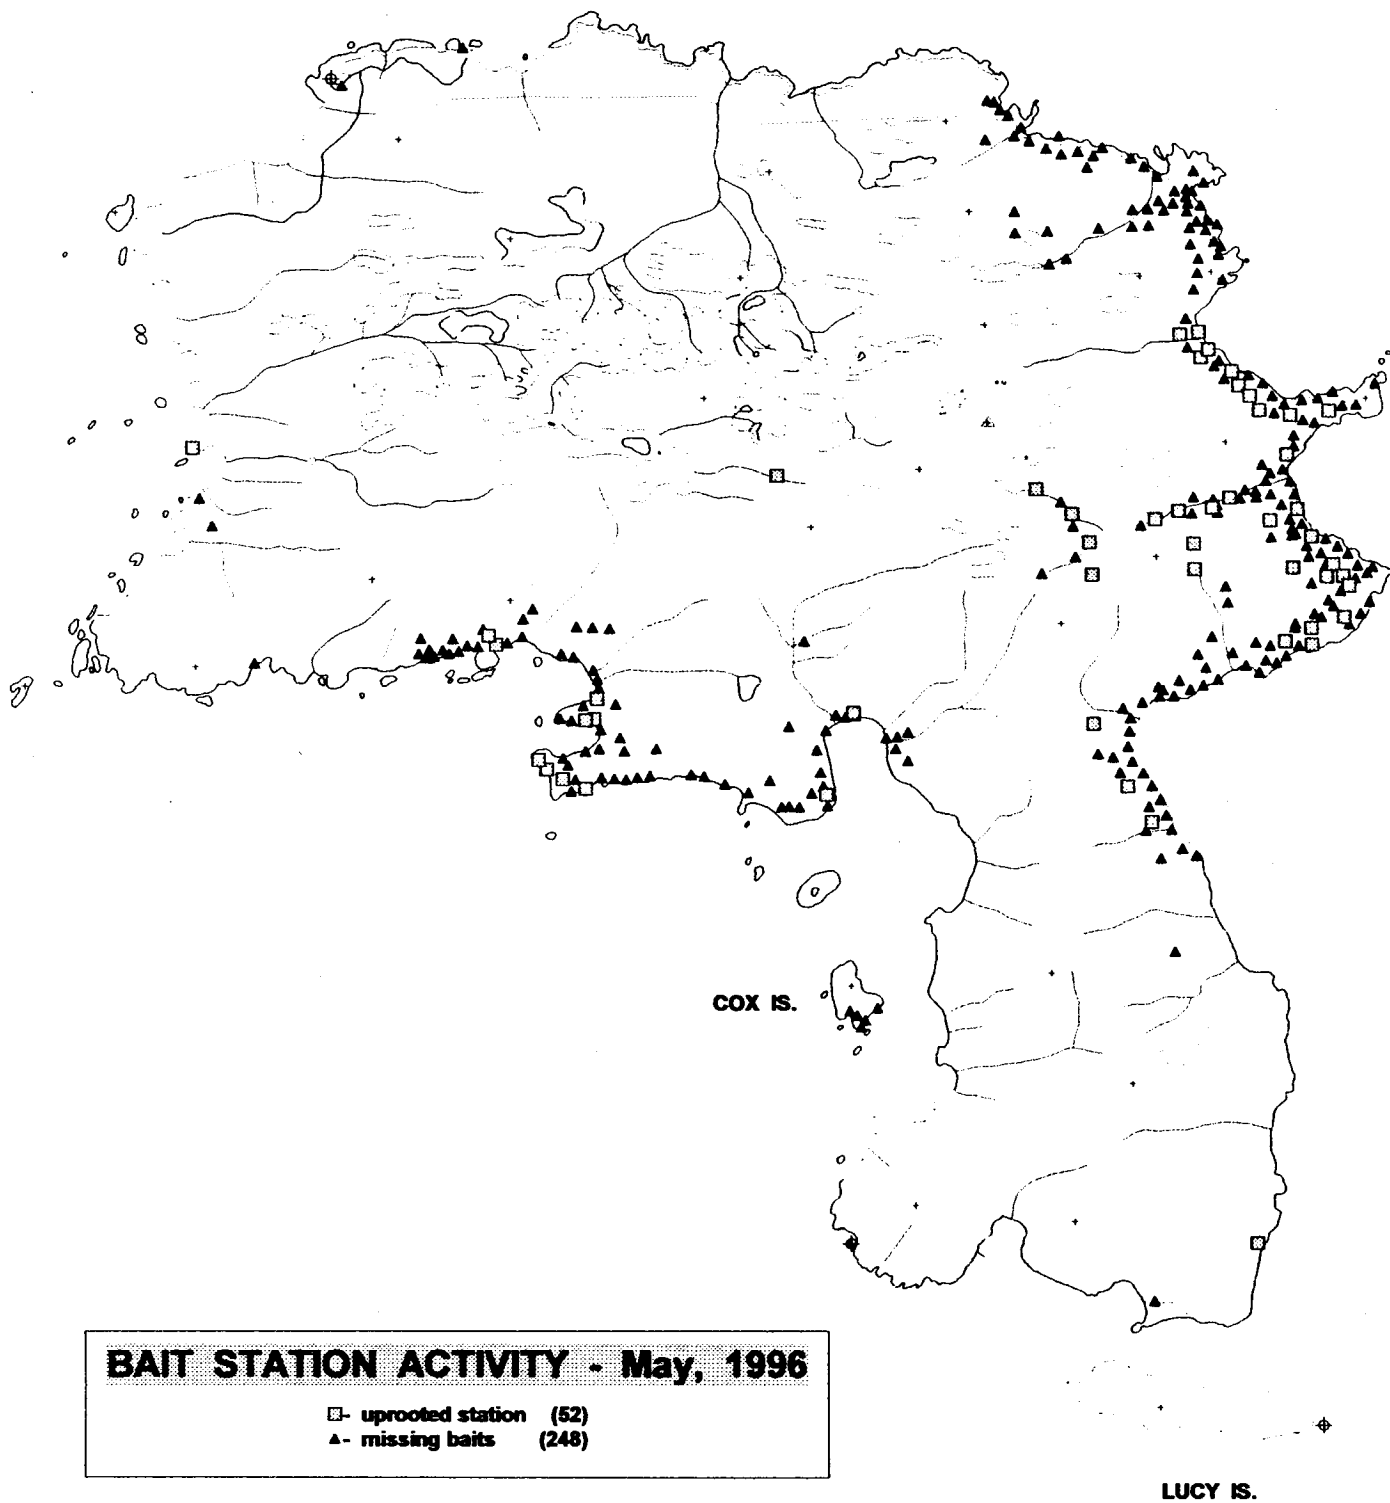 COX IS.
BAIT STATION ACTIVITY - May, 1996
- uprooted station (52)
- missing baits (248)
LUCY IS.